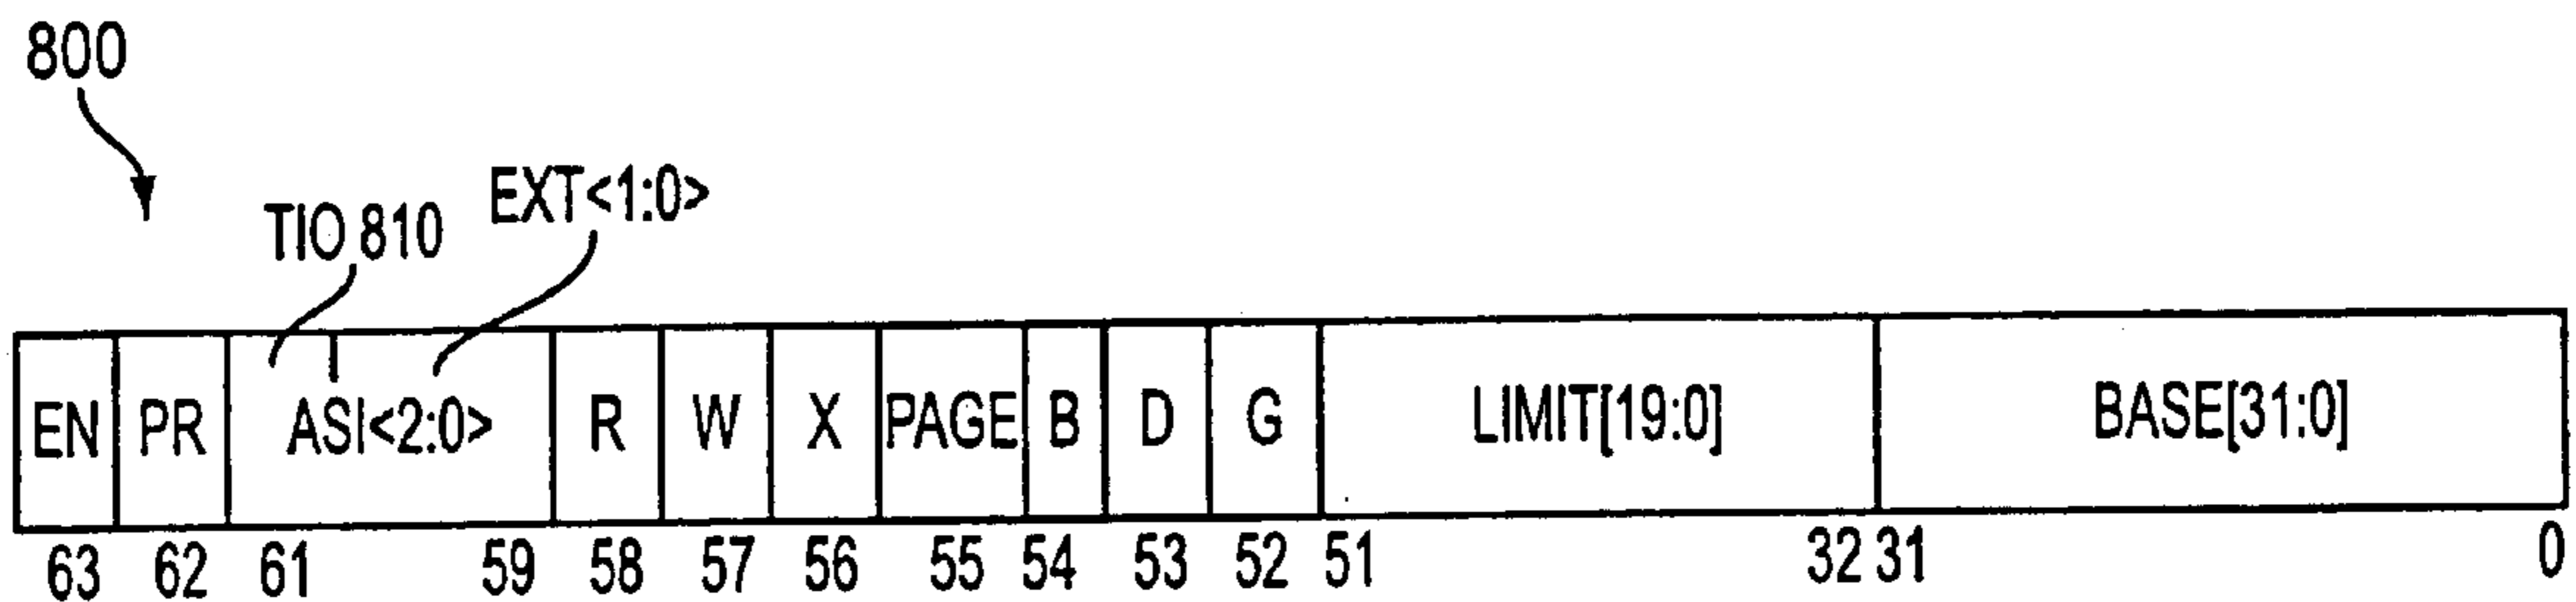 800
TIO 810 EXT<1:0>
EN PR ASI<2:0> R W X PAGE B D G LIMIT[19:0] BASE[31:0]
63 62 61 59 58 57 56 55 54 53 52 51 32 31 0